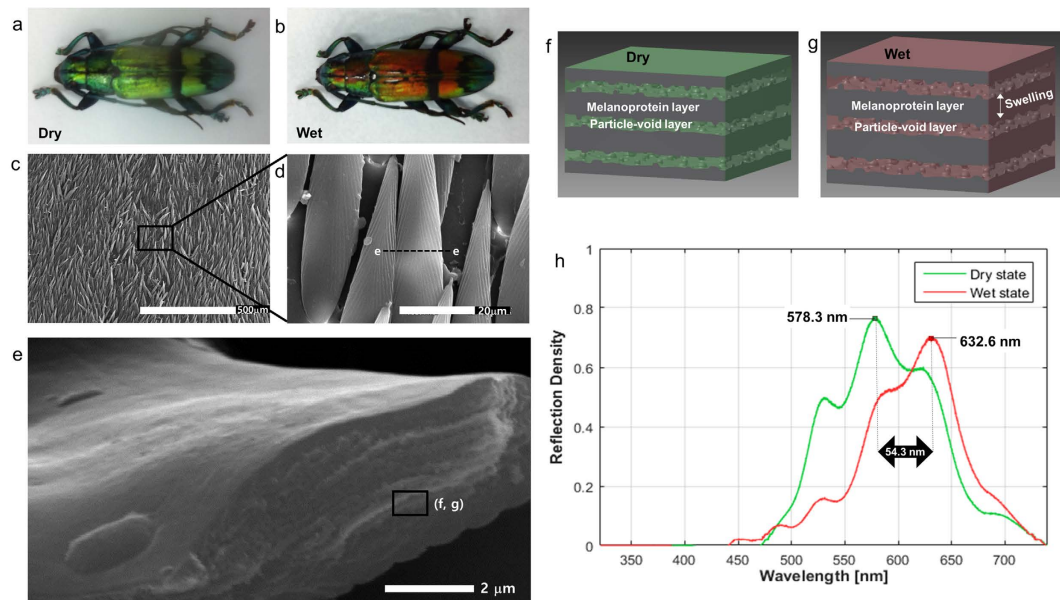 a
Dry
b
Wet
c
500μm
d
e
e
20μm
e
(f, g)
2 μm
f
Dry
Melanoprotein layer
Particle-void layer
g
Wet
Melanoprotein layer
Particle-void layer
Swelling
h
Reflection Density
1
0.8
0.6
0.4
0.2
0
350
400
450
500
550
600
650
700
Wavelength [nm]
Dry state
Wet state
578.3 nm
632.6 nm
54.3 nm